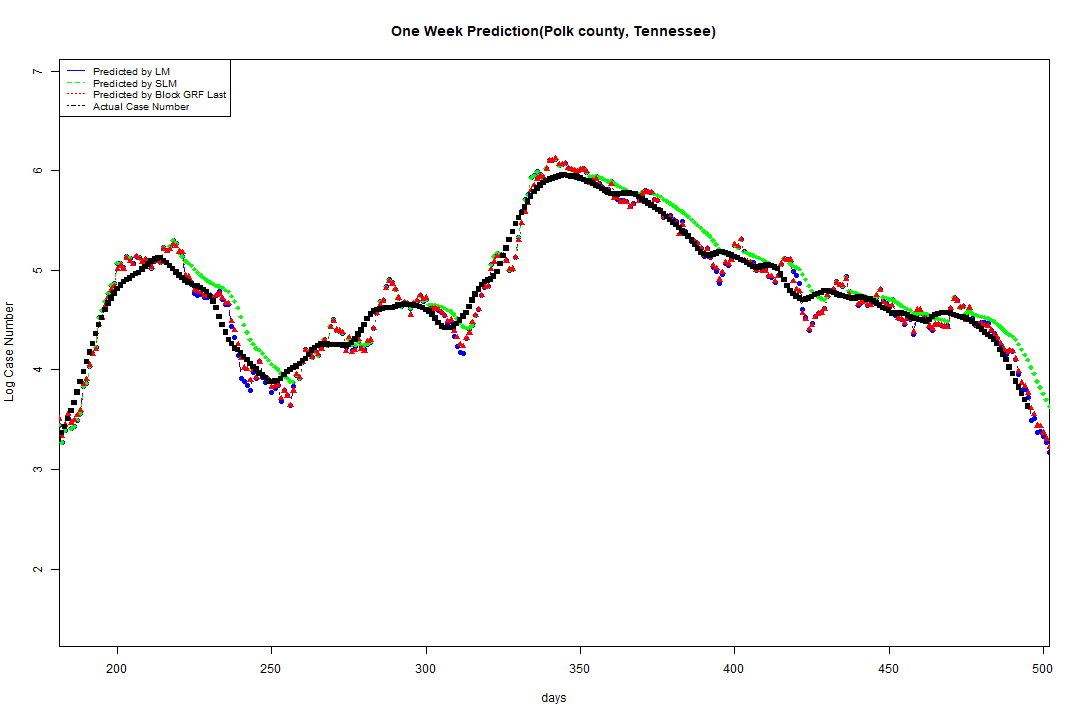 One Week Prediction(Polk county, Tennessee)
Predicted by LM
Predicted by SLM
Predicted by Block GRF Last
Actual Case Number
Log Case Number
7
6
5
4
3
2
200 250 300 350 400 450 500
days